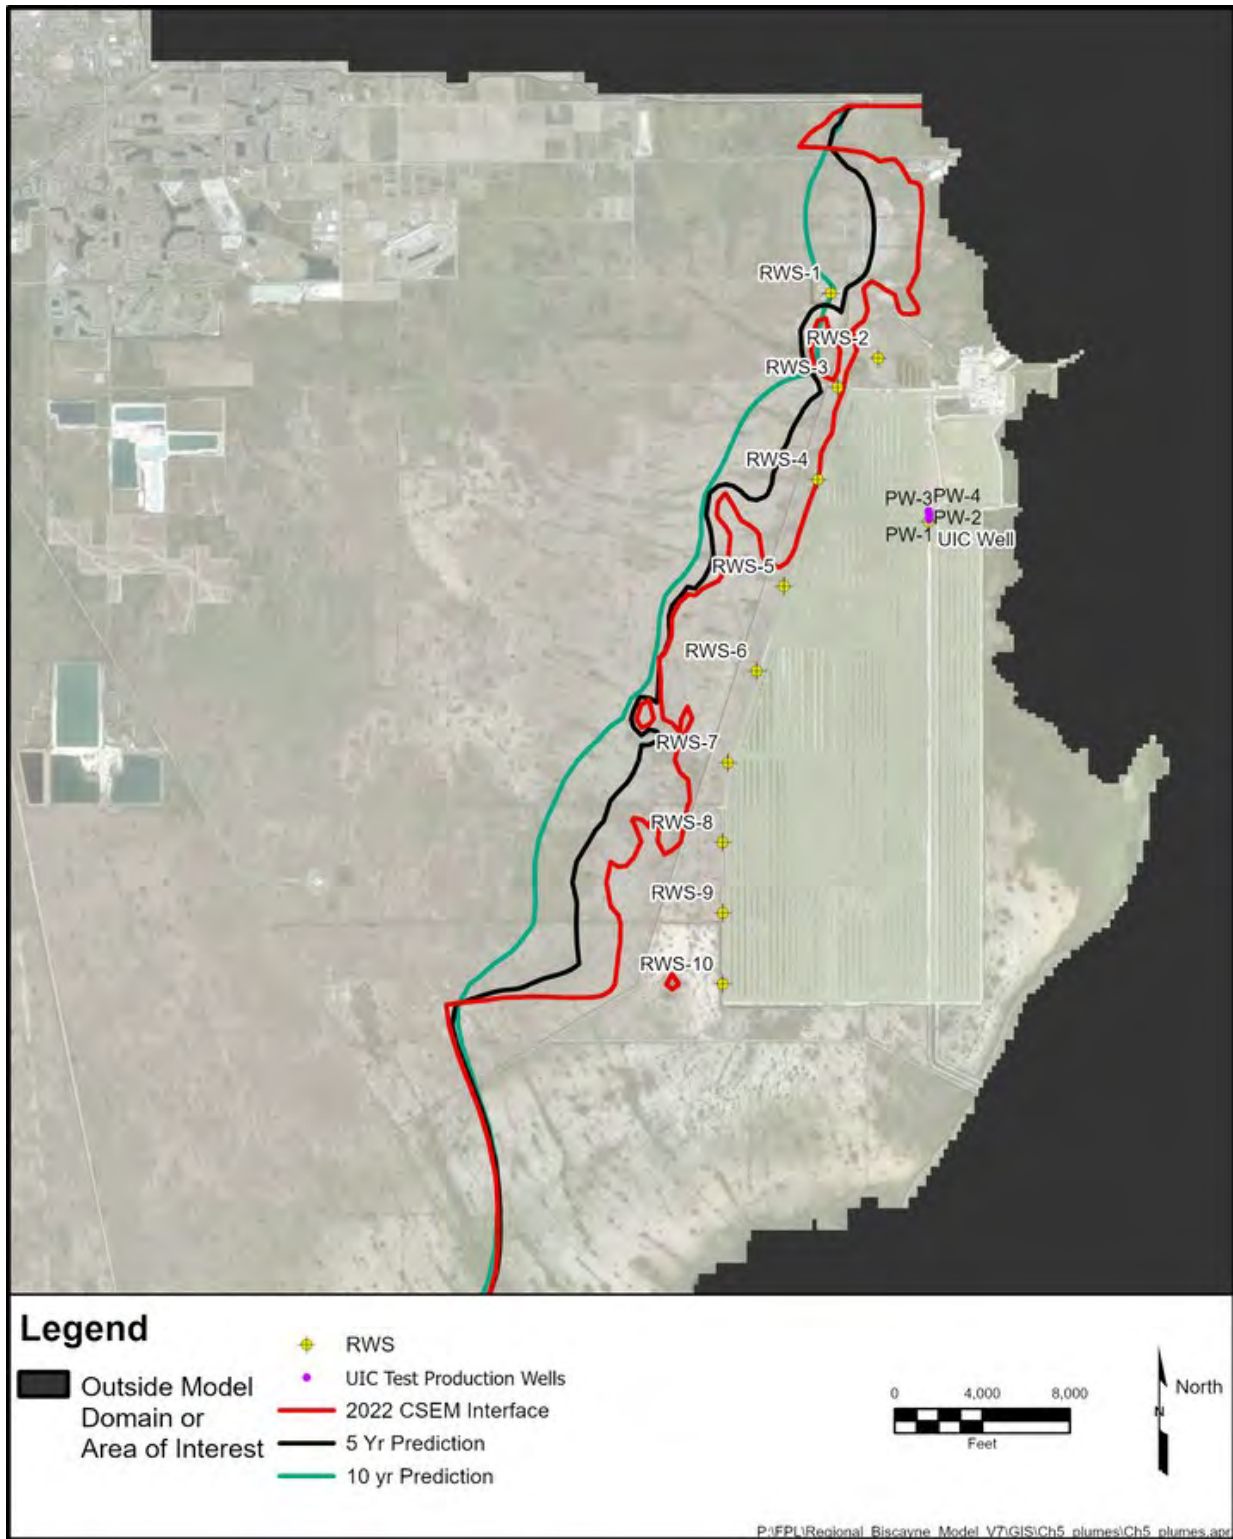 RWS-1
RWS-2
RWS-3
RWS-4
PW-3 PW-4
PW-2
PW-1 UIC Well
RWS-5
RWS-6
RWS-7
RWS-8
RWS-9
RWS-10
Legend
Outside Model
Domain or
Area of Interest
RWS
UIC Test Production Wells
2022 CSEM Interface
5 Yr Prediction
10 yr Prediction
0 4,000 8,000
Feet
North
N
P:\FPL\Regional_Biscayne_Model_V7\GIS\Ch5_plumes\Ch5_plumes.apr